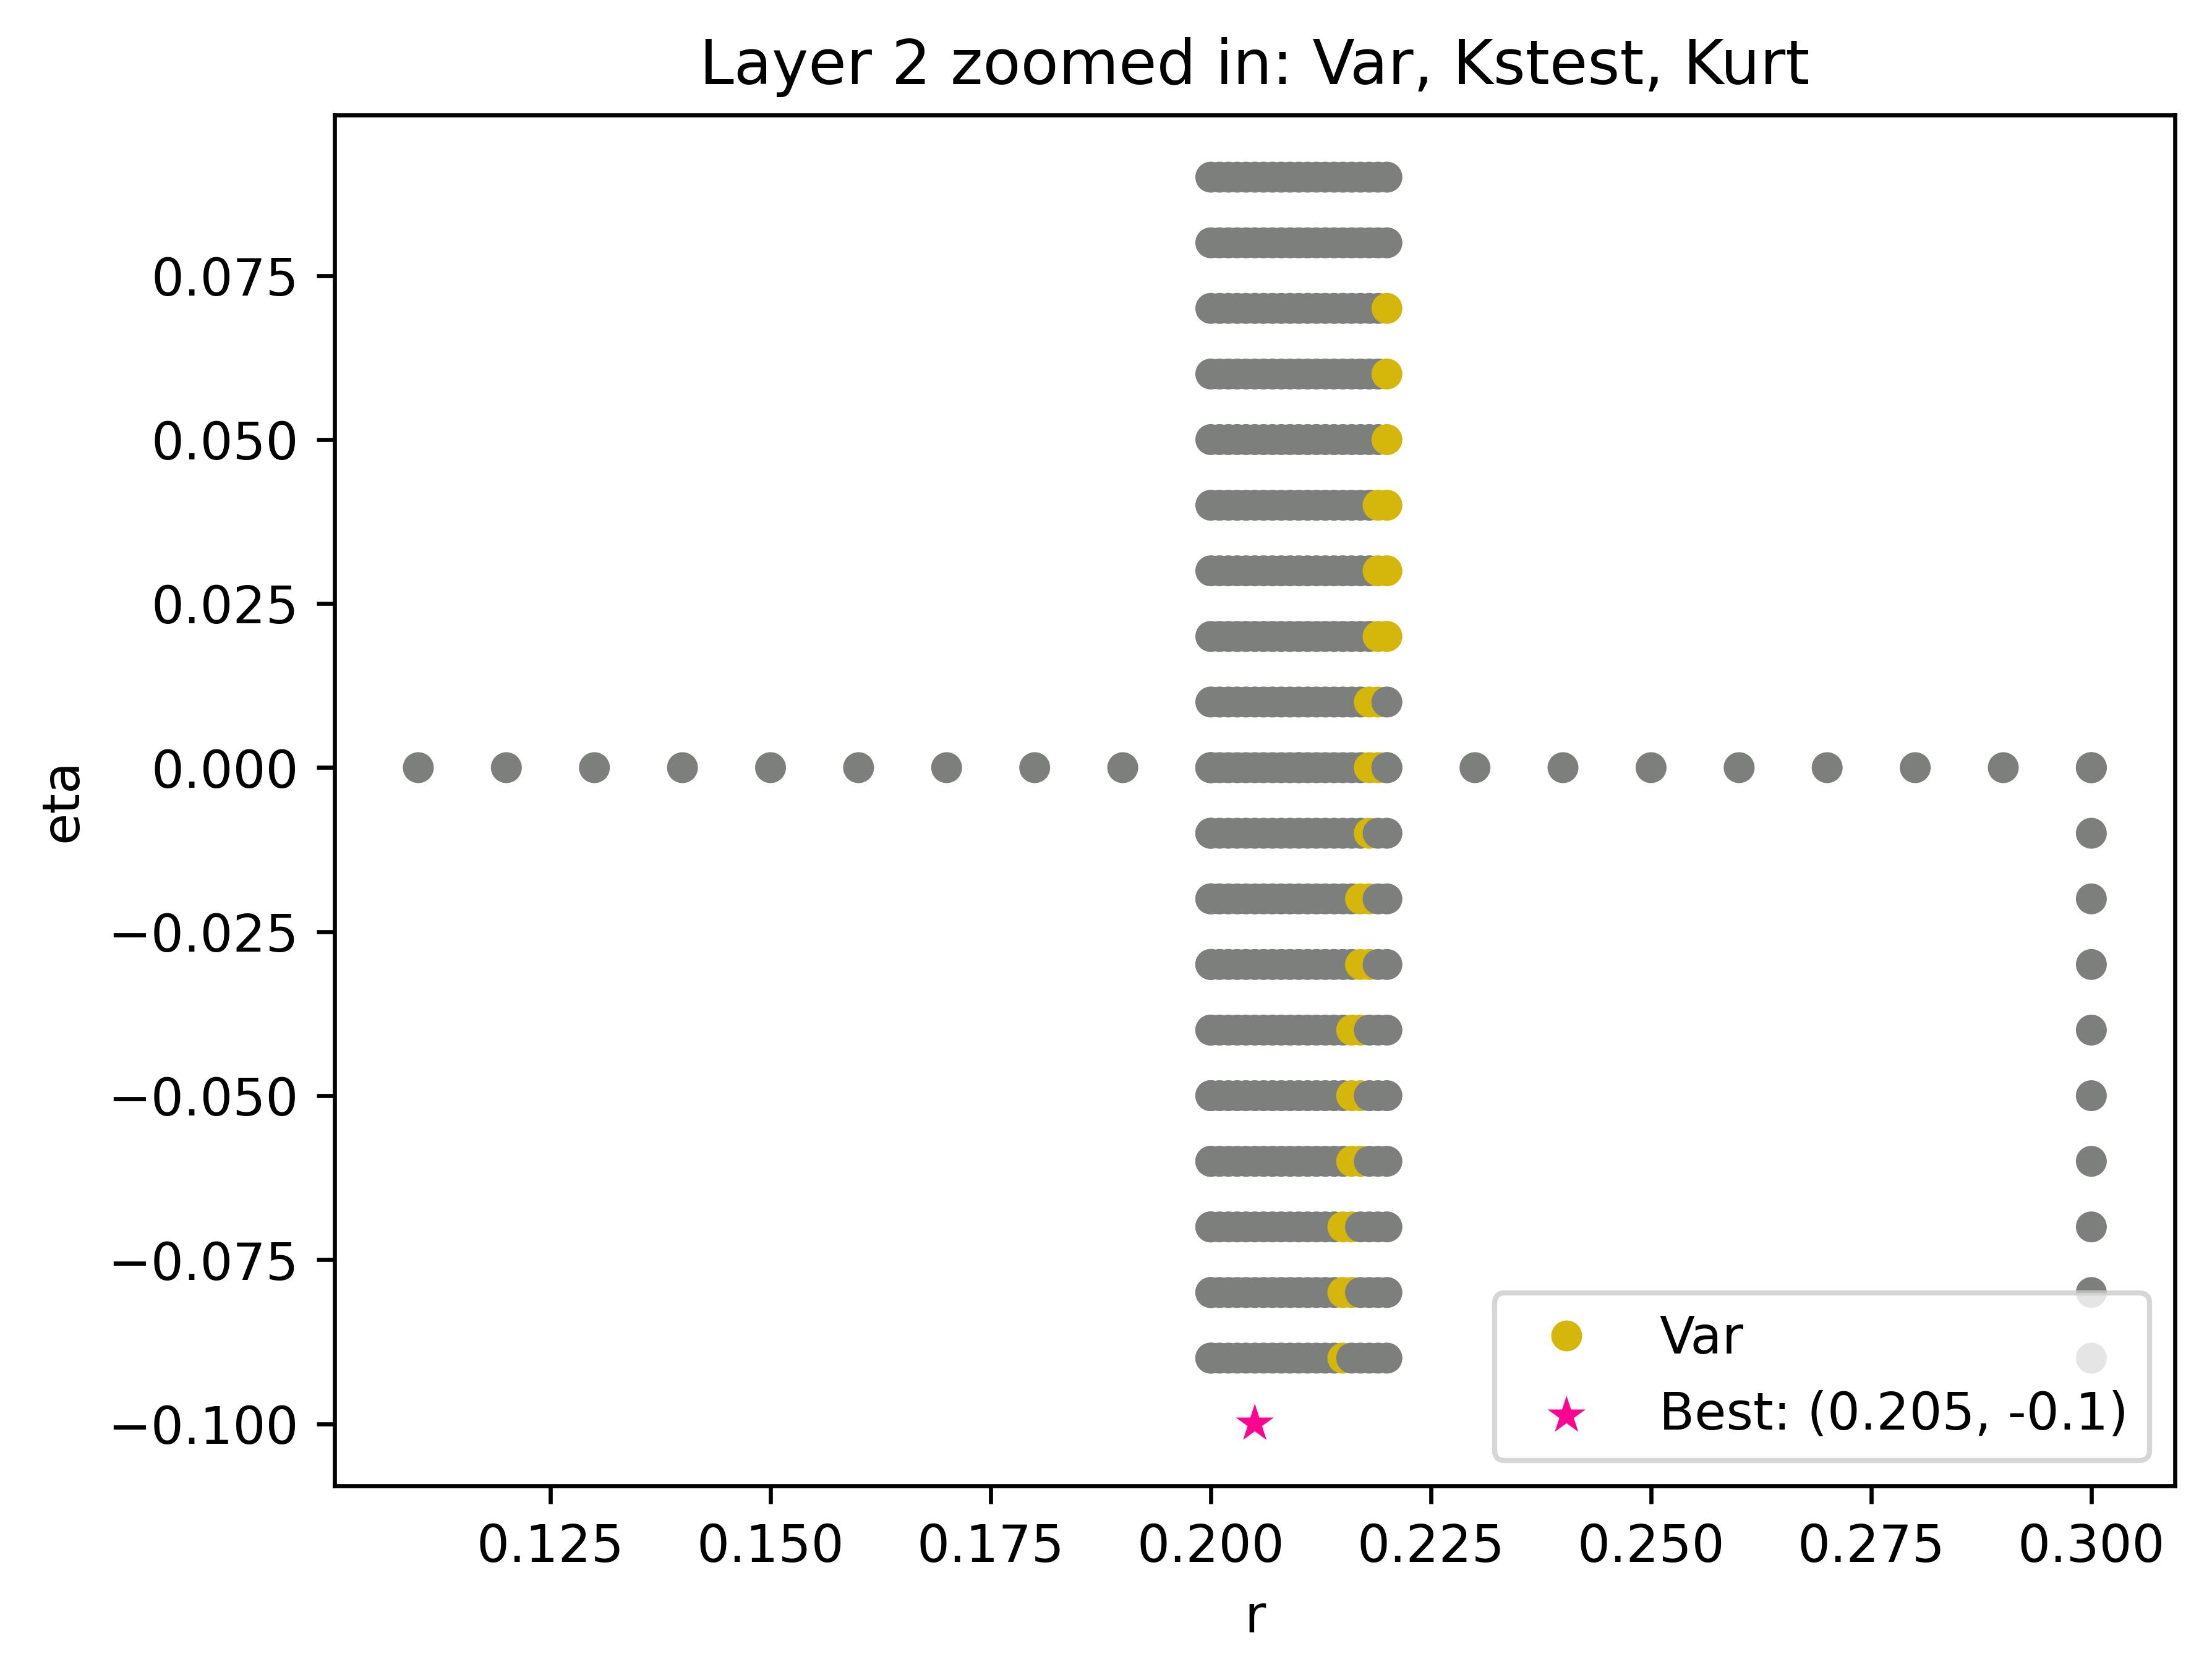 Layer 2 zoomed in: Var, Kstest, Kurt
0.075
0.050
0.025
0.000
−0.025
−0.050
−0.075
−0.100
eta
Var
Best: (0.205, -0.1)
0.125 0.150 0.175 0.200 0.225 0.250 0.275 0.300
r